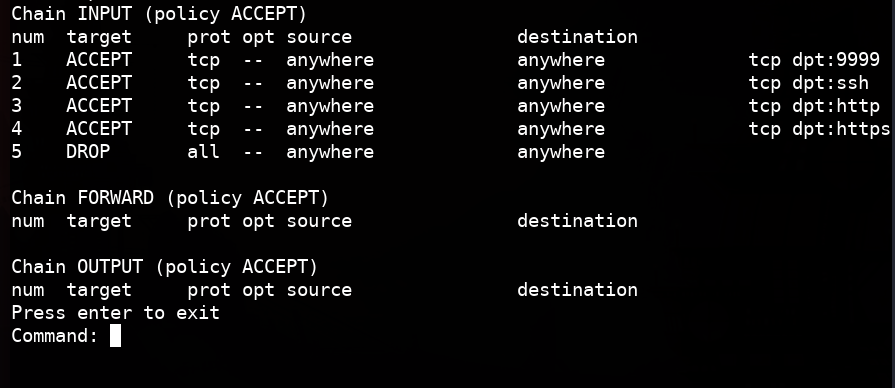 Chain INPUT (policy ACCEPT)
num  target     prot opt source               destination
1    ACCEPT     tcp  --  anywhere             anywhere             tcp dpt:9999
2    ACCEPT     tcp  --  anywhere             anywhere             tcp dpt:ssh
3    ACCEPT     tcp  --  anywhere             anywhere             tcp dpt:http
4    ACCEPT     tcp  --  anywhere             anywhere             tcp dpt:https
5    DROP       all  --  anywhere             anywhere

Chain FORWARD (policy ACCEPT)
num  target     prot opt source               destination

Chain OUTPUT (policy ACCEPT)
num  target     prot opt source               destination
Press enter to exit
Command: